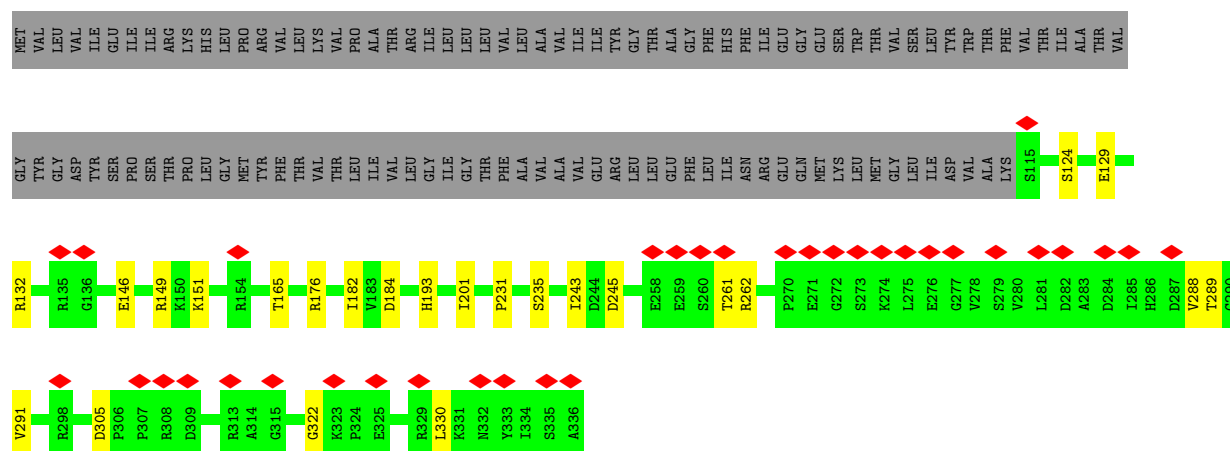 MET VAL LEU VAL ILE GLU ILE ILE ARG LYS HIS LEU PRO ARG VAL LEU LYS VAL PRO ALA THR ARG ILE LEU LEU LEU VAL LEU ALA VAL ILE ILE TYR GLY THR ALA GLY PHE HIS PHE ILE GLU GLY GLU SER TRP THR VAL SER LEU TYR TRP THR PHE VAL THR ILE ALA THR VAL
GLY TYR GLY ASP TYR SER PRO SER THR PRO LEU GLY MET TYR PHE THR VAL THR LEU ILE VAL LEU GLY ILE GLY THR PHE ALA VAL ALA VAL GLU ARG LEU LEU GLU PHE LEU ILE ASN ARG GLU GLN MET LYS LEU MET GLY LEU ILE ASP VAL ALA LYS S115 S124 E129
R132 R135 G136 E146 R149 K150 K151 R154 T165 R176 I182 V183 D184 H193 I201 P231 S235 I243 D244 D245 E258 E259 S260 T261 R262 P270 E271 G272 S273 K274 L275 E276 G277 V278 S279 V280 L281 D282 A283 D284 I285 H286 D287 V288 T289
V291 R298 D305 P306 P307 R308 D309 R313 A314 G315 G322 K323 P324 E325 R329 L330 K331 N332 Y333 I334 S335 A336